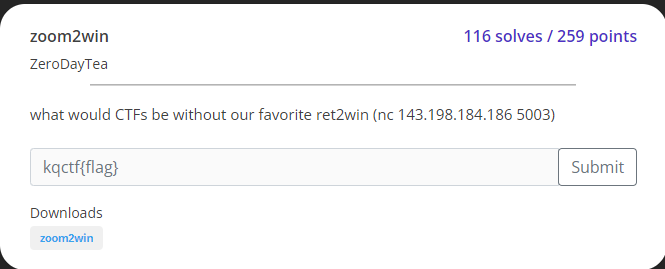 zoom2win
116 solves / 259 points
ZeroDayTea
what would CTFs be without our favorite ret2win (nc 143.198.184.186 5003)
kqctf{flag}
Submit
Downloads
zoom2win